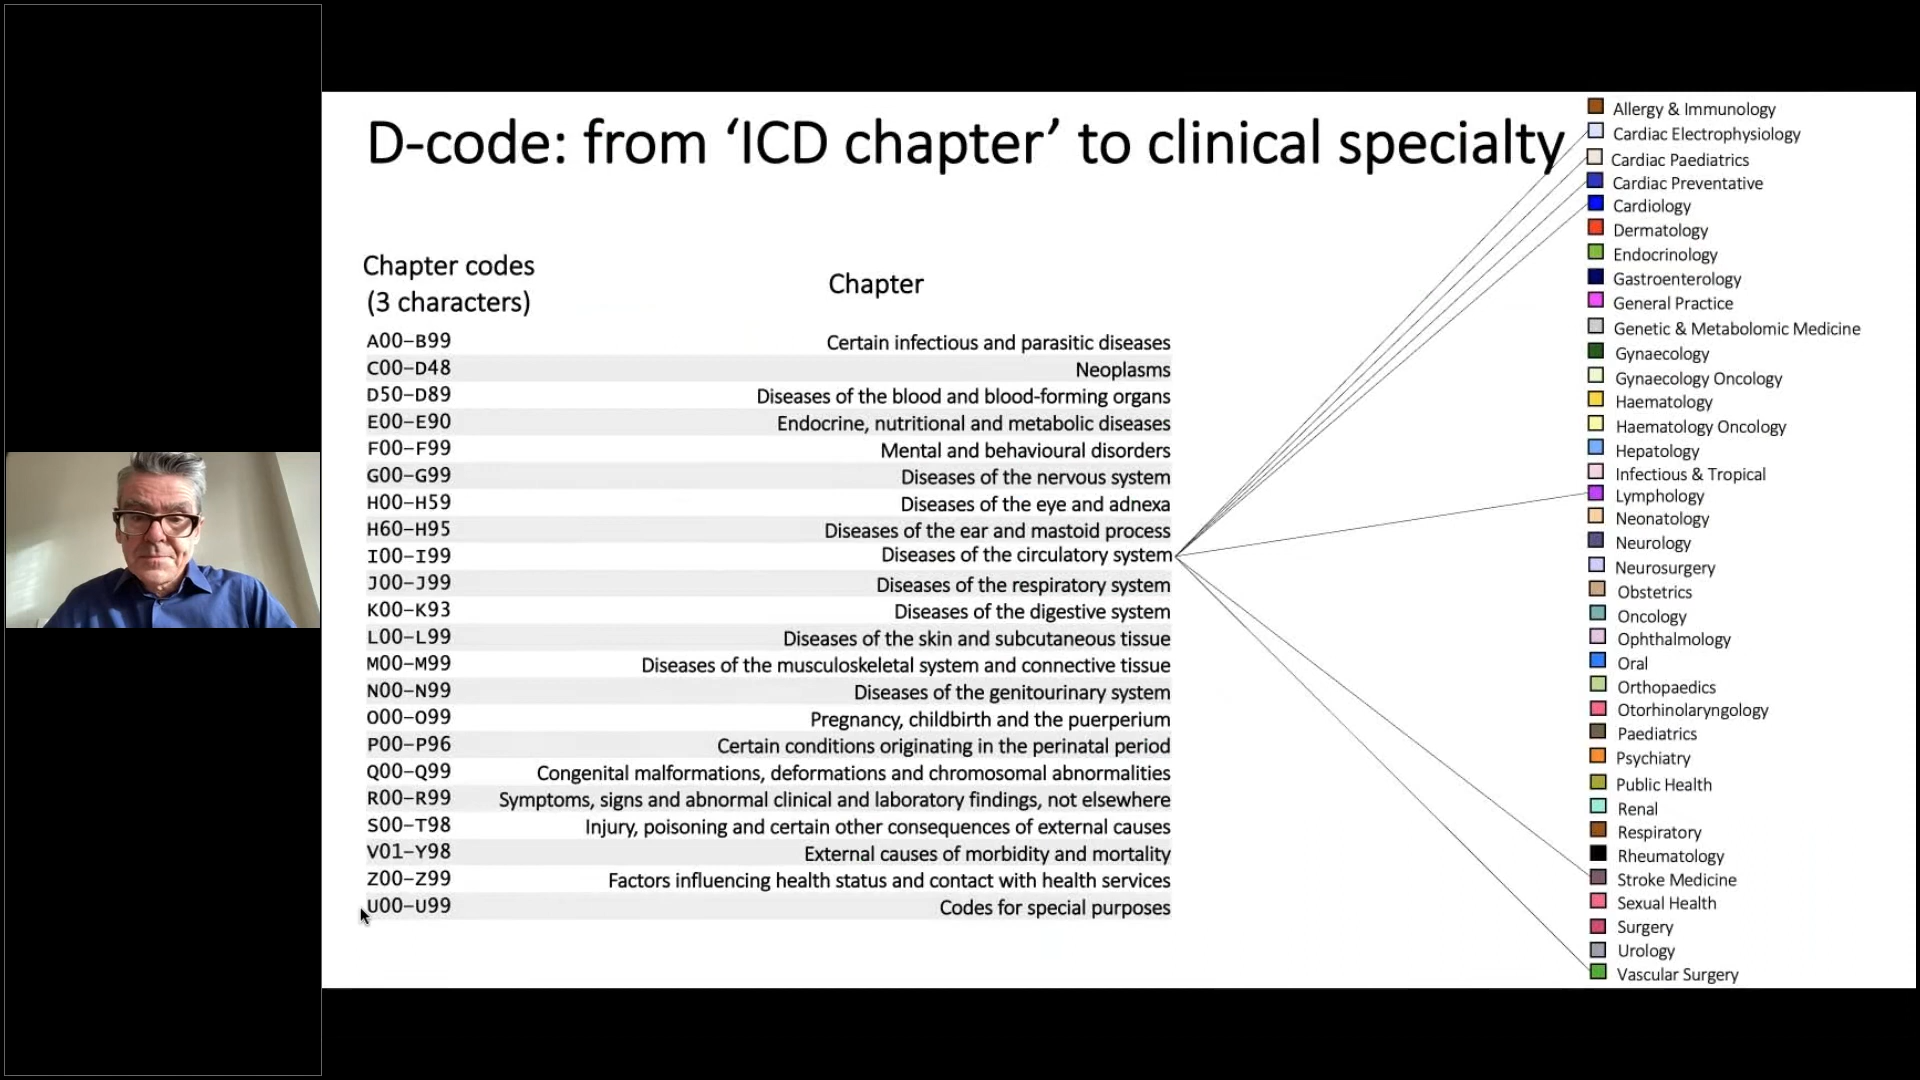 D-code: from ‘ICD chapter’ to clinical specialty
Chapter codes
(3 characters)
Chapter
A00–B99 Certain infectious and parasitic diseases
C00–D48 Neoplasms
D50–D89 Diseases of the blood and blood-forming organs
E00–E90 Endocrine, nutritional and metabolic diseases
F00–F99 Mental and behavioural disorders
G00–G99 Diseases of the nervous system
H00–H59 Diseases of the eye and adnexa
H60–H95 Diseases of the ear and mastoid process
I00–I99 Diseases of the circulatory system
J00–J99 Diseases of the respiratory system
K00–K93 Diseases of the digestive system
L00–L99 Diseases of the skin and subcutaneous tissue
M00–M99 Diseases of the musculoskeletal system and connective tissue
N00–N99 Diseases of the genitourinary system
O00–O99 Pregnancy, childbirth and the puerperium
P00–P96 Certain conditions originating in the perinatal period
Q00–Q99 Congenital malformations, deformations and chromosomal abnormalities
R00–R99 Symptoms, signs and abnormal clinical and laboratory findings, not elsewhere
S00–T98 Injury, poisoning and certain other consequences of external causes
V01–Y98 External causes of morbidity and mortality
Z00–Z99 Factors influencing health status and contact with health services
U00–U99 Codes for special purposes
Allergy & Immunology
Cardiac Electrophysiology
Cardiac Paediatrics
Cardiac Preventative
Cardiology
Dermatology
Endocrinology
Gastroenterology
General Practice
Genetic & Metabolomic Medicine
Gynaecology
Gynaecology Oncology
Haematology
Haematology Oncology
Hepatology
Infectious & Tropical
Lymphology
Neonatology
Neurology
Neurosurgery
Obstetrics
Oncology
Ophthalmology
Oral
Orthopaedics
Otorhinolaryngology
Paediatrics
Psychiatry
Public Health
Renal
Respiratory
Rheumatology
Stroke Medicine
Sexual Health
Surgery
Urology
Vascular Surgery